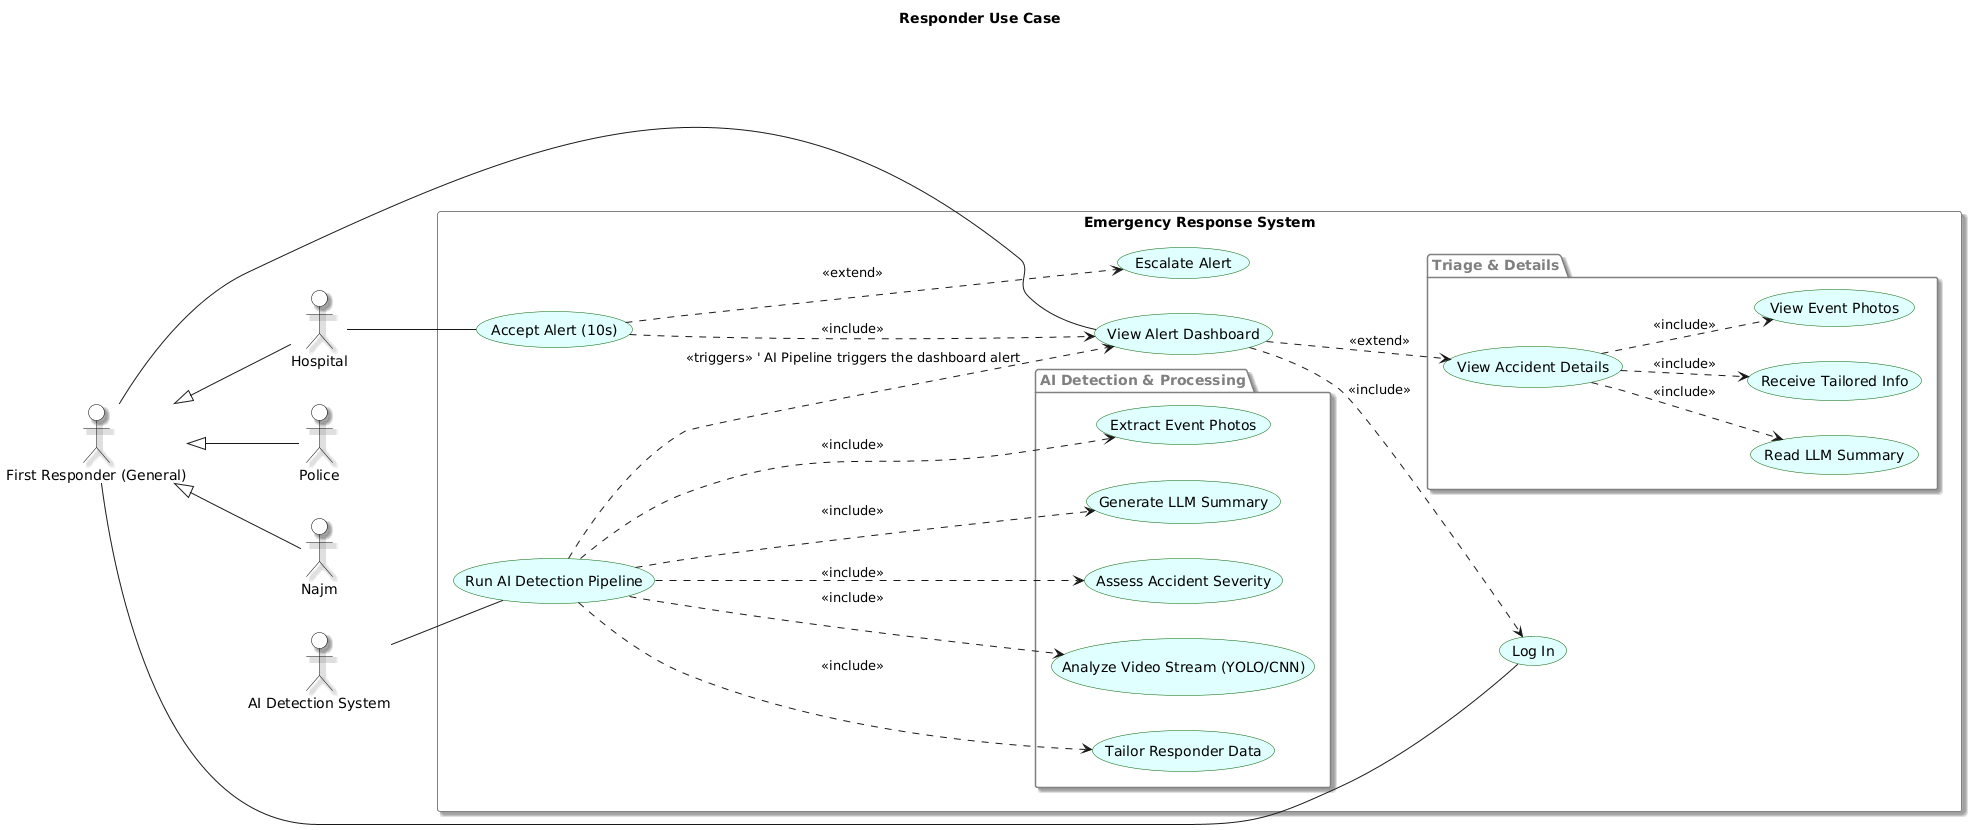 Responder Use Case
Emergency Response System
Escalate Alert
Triage & Details
«extend»
View Event Photos
Hospital
Accept Alert (10s)
«include»
View Alert Dashboard
«extend»
«include»
«triggers» ' AI Pipeline triggers the dashboard alert
View Accident Details
«include»
Receive Tailored Info
AI Detection & Processing
«include»
«include»
Extract Event Photos
Read LLM Summary
First Responder (General)
Police
«include»
Generate LLM Summary
«include»
Run AI Detection Pipeline
«include»
Assess Accident Severity
Najm
«include»
Log In
«include»
Analyze Video Stream (YOLO/CNN)
AI Detection System
Tailor Responder Data